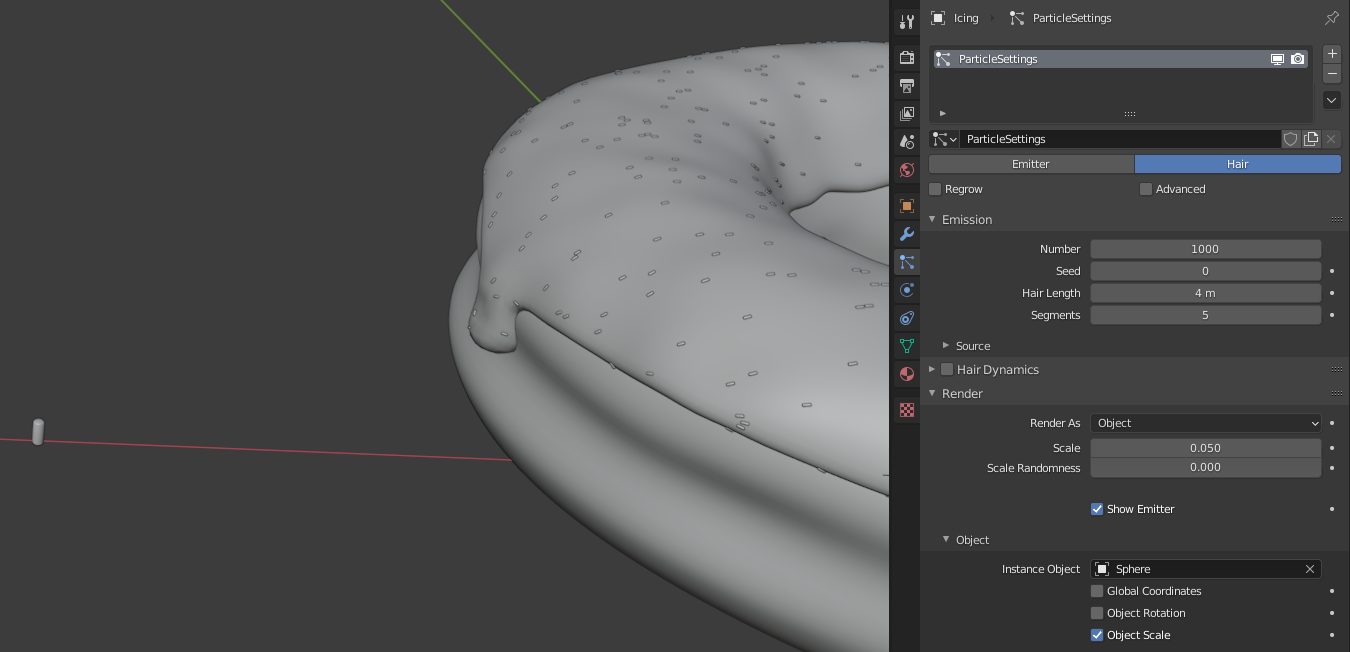 Icing ParticleSettings
ParticleSettings
ParticleSettings
Emitter Hair
Regrow Advanced
Emission
Number 1000
Seed 0
Hair Length 4 m
Segments 5
Source
Hair Dynamics
Render
Render As Object
Scale 0.050
Scale Randomness 0.000
Show Emitter
Object
Instance Object Sphere
Global Coordinates
Object Rotation
Object Scale